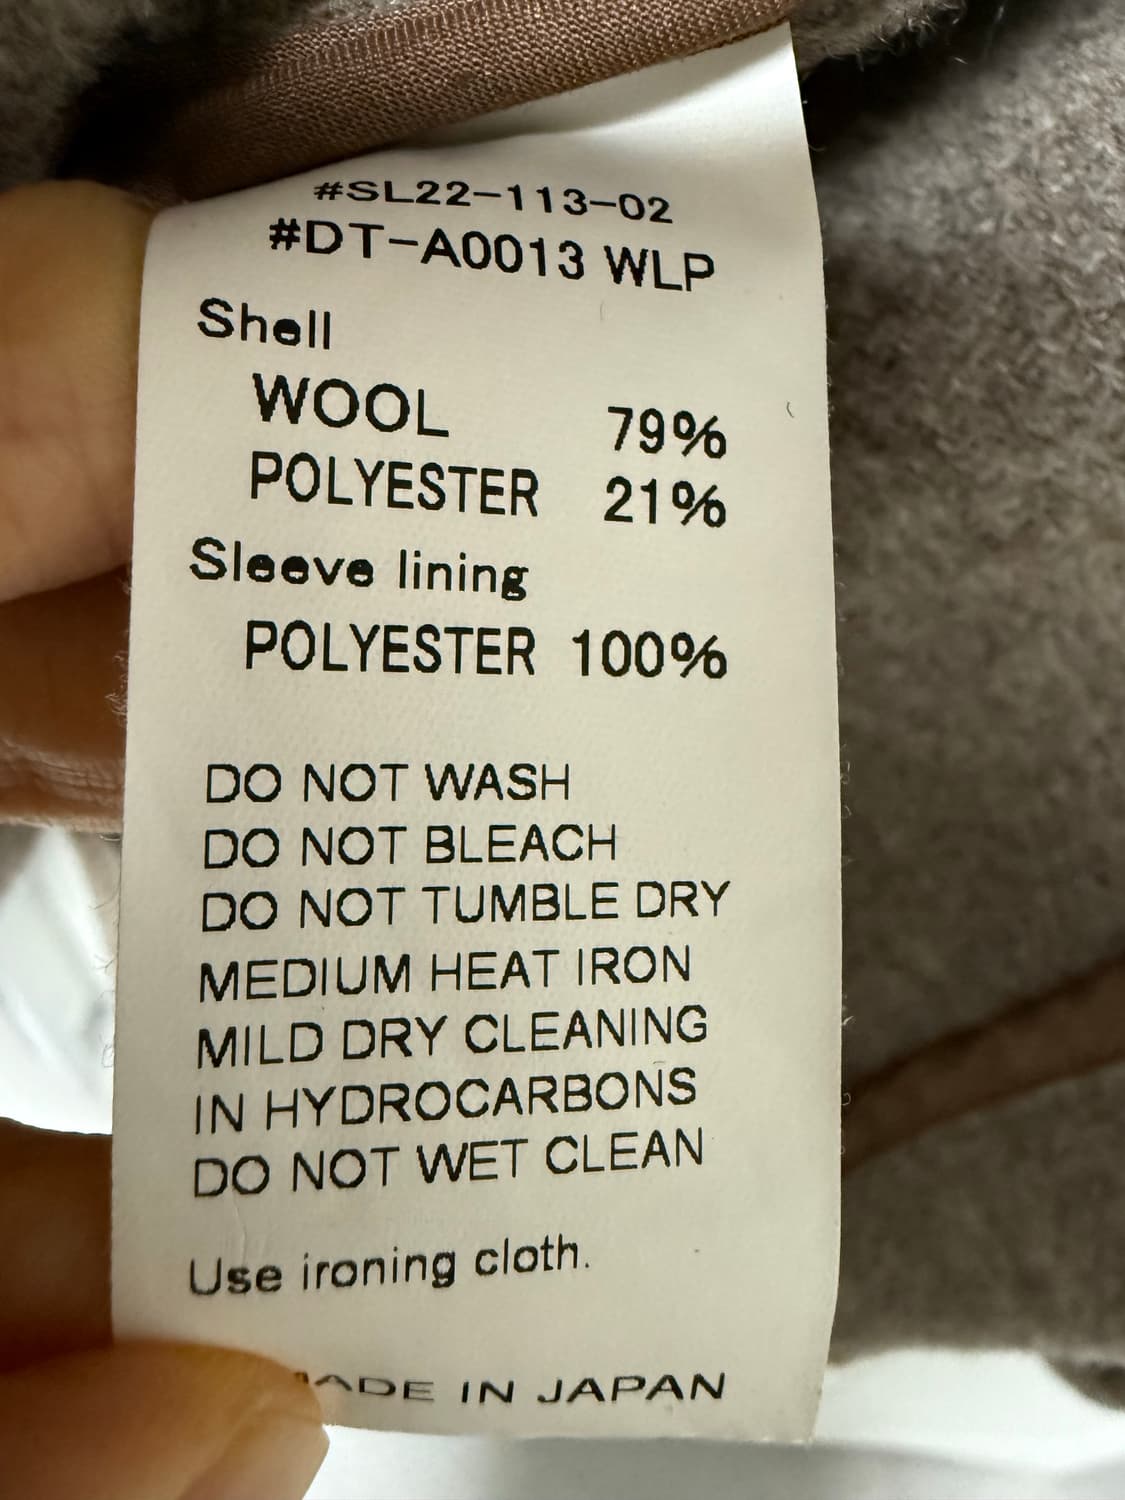 #SL22-113-02
#DT-A0013 WLP
Shell
WOOL 79%
POLYESTER 21%
Sleeve lining
POLYESTER 100%
DO NOT WASH
DO NOT BLEACH
DO NOT TUMBLE DRY
MEDIUM HEAT IRON
MILD DRY CLEANING
IN HYDROCARBONS
DO NOT WET CLEAN
Use ironing cloth.
MADE IN JAPAN